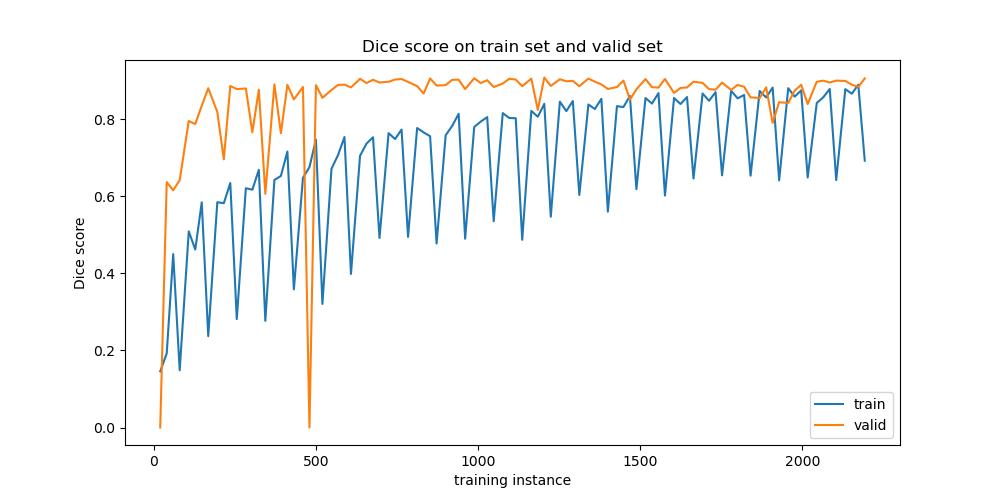 Dice score on train set and valid set
Dice score
0.8
0.6
0.4
0.2
0.0
0
500
1000
1500
2000
training instance
train
valid